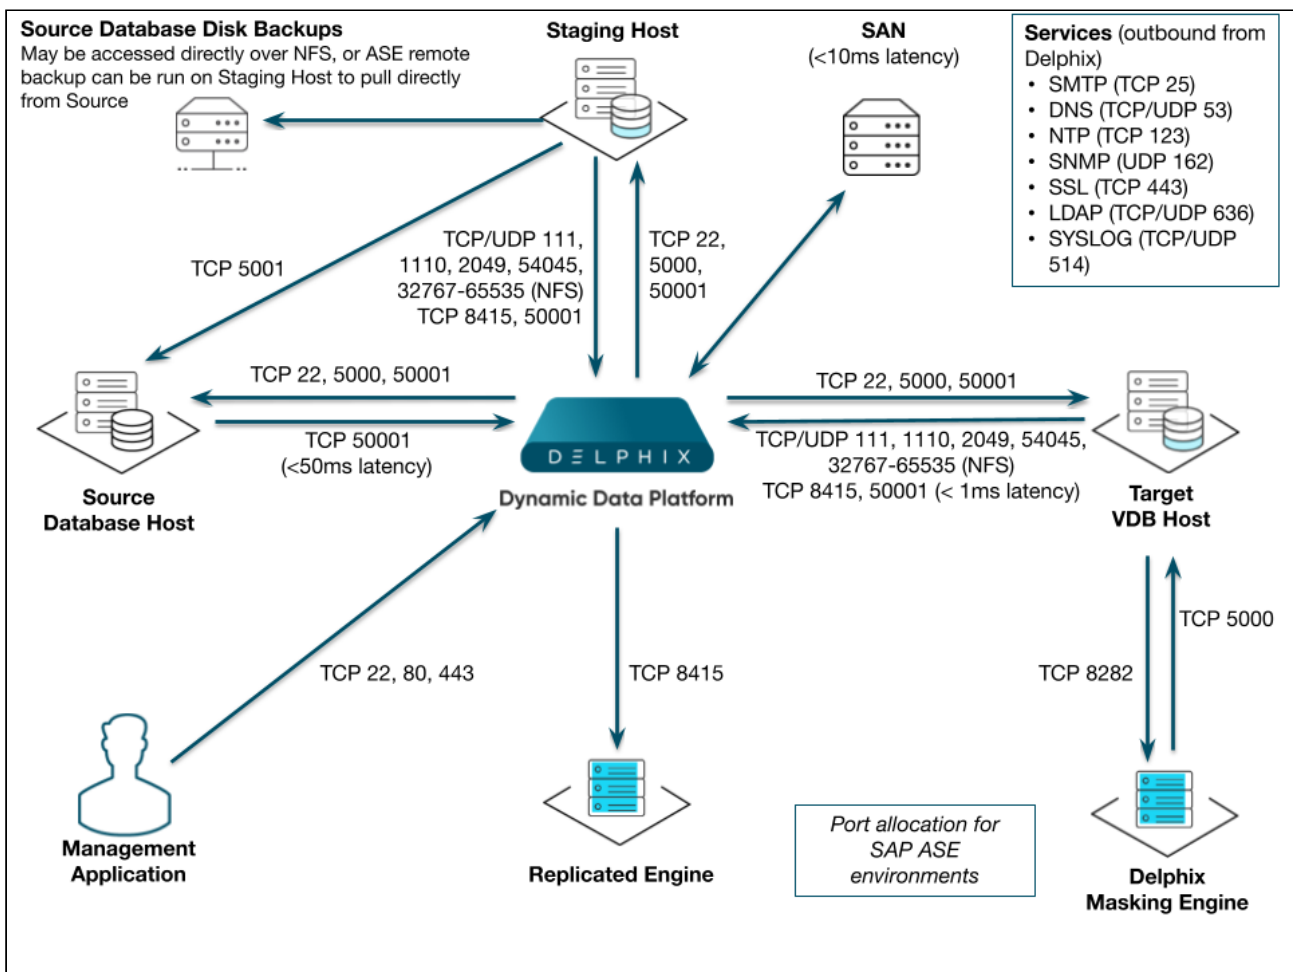 Source Database Disk Backups
May be accessed directly over NFS, or ASE remote
backup can be run on Staging Host to pull directly
from Source
Staging Host
SAN
(<10ms latency)
Services (outbound from
Delphix)
• SMTP (TCP 25)
• DNS (TCP/UDP 53)
• NTP (TCP 123)
• SNMP (UDP 162)
• SSL (TCP 443)
• LDAP (TCP/UDP 636)
• SYSLOG (TCP/UDP
514)
TCP 5001
TCP/UDP 111,
1110, 2049, 54045,
32767-65535 (NFS)
TCP 8415, 50001
TCP 22,
5000,
50001
TCP 22, 5000, 50001
TCP 50001
(<50ms latency)
TCP 22, 5000, 50001
TCP/UDP 111, 1110, 2049, 54045,
32767-65535 (NFS)
TCP 8415, 50001 (< 1ms latency)
Source
Database Host
DELPHIX
Dynamic Data Platform
Target
VDB Host
TCP 22, 80, 443
TCP 8415
TCP 8282
TCP 5000
Management
Application
Replicated Engine
Port allocation for
SAP ASE
environments
Delphix
Masking Engine